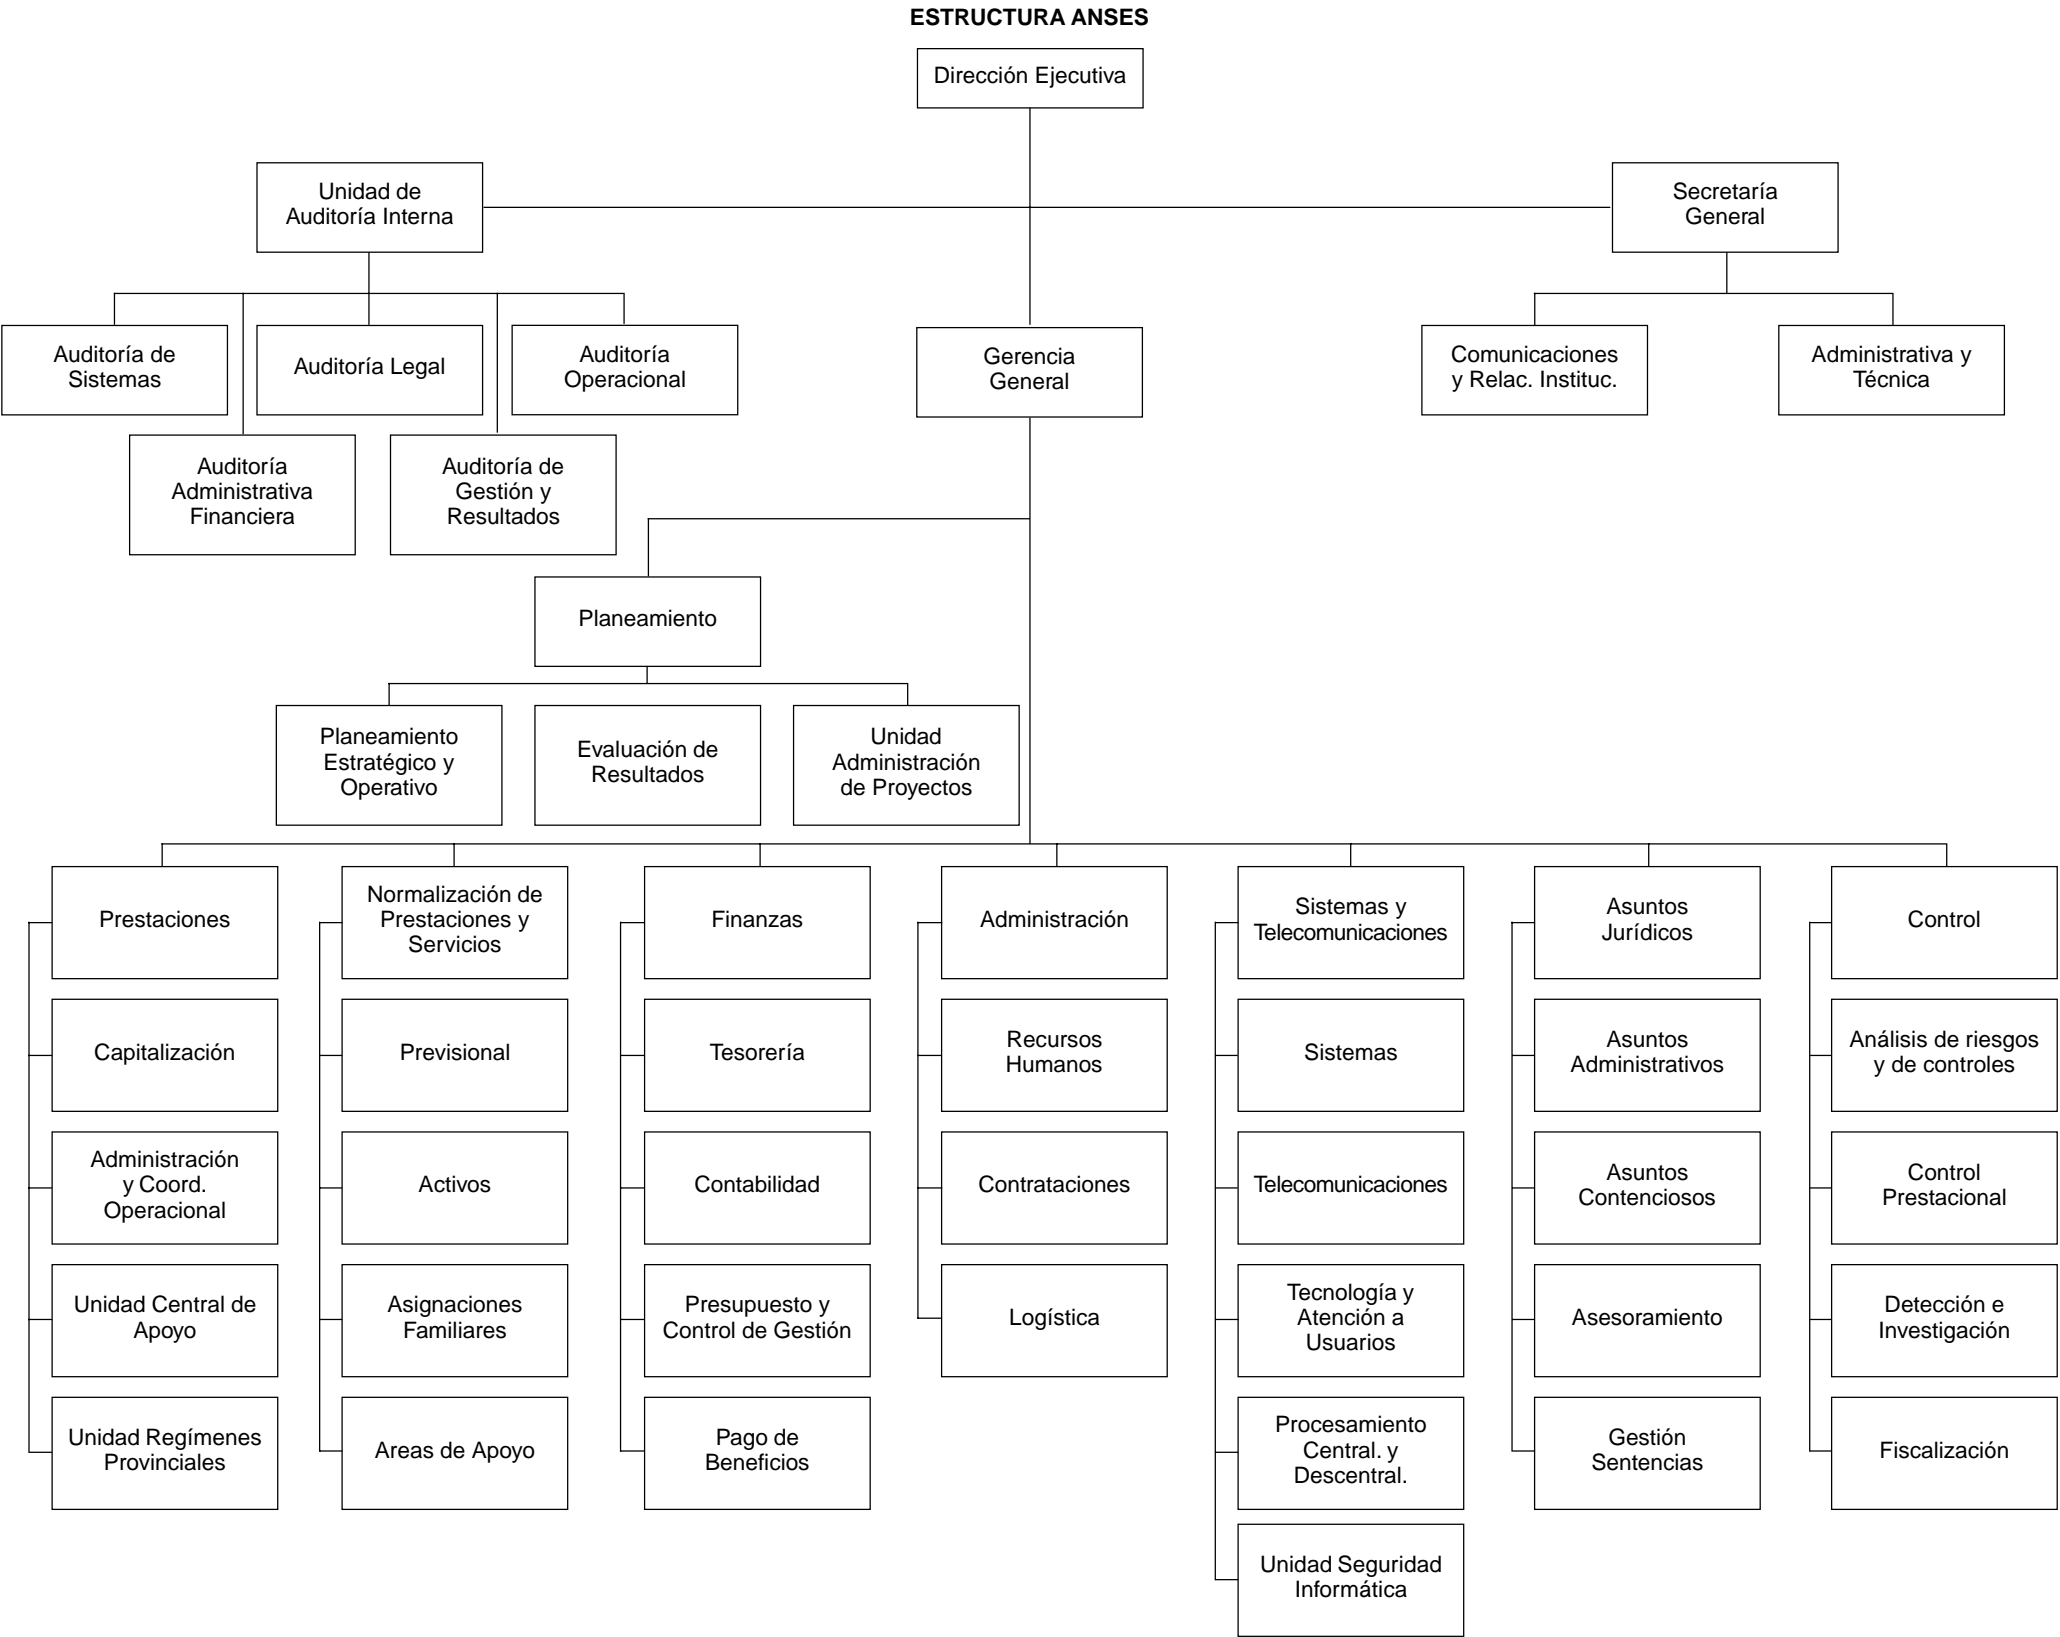 ESTRUCTURA ANSES
Dirección Ejecutiva
Unidad de
Auditoría Interna
Secretaría
General
Auditoría de
Sistemas
Auditoría Legal
Auditoría
Operacional
Gerencia
General
Comunicaciones
y Relac. Instituc.
Administrativa y
Técnica
Auditoría
Administrativa
Financiera
Auditoría de
Gestión y
Resultados
Planeamiento
Planeamiento
Estratégico y
Operativo
Evaluación de
Resultados
Unidad
Administración
de Proyectos
Prestaciones
Capitalización
Administración
y Coord.
Operacional
Unidad Central de
Apoyo
Unidad Regímenes
Provinciales
Normalización de
Prestaciones y
Servicios
Previsional
Activos
Asignaciones
Familiares
Areas de Apoyo
Finanzas
Tesorería
Contabilidad
Presupuesto y
Control de Gestión
Pago de
Beneficios
Administración
Recursos
Humanos
Contrataciones
Logística
Sistemas y
Telecomunicaciones
Sistemas
Telecomunicaciones
Tecnología y
Atención a
Usuarios
Procesamiento
Central. y
Descentral.
Unidad Seguridad
Informática
Asuntos
Jurídicos
Asuntos
Administrativos
Asuntos
Contenciosos
Asesoramiento
Gestión
Sentencias
Control
Análisis de riesgos
y de controles
Control
Prestacional
Detección e
Investigación
Fiscalización